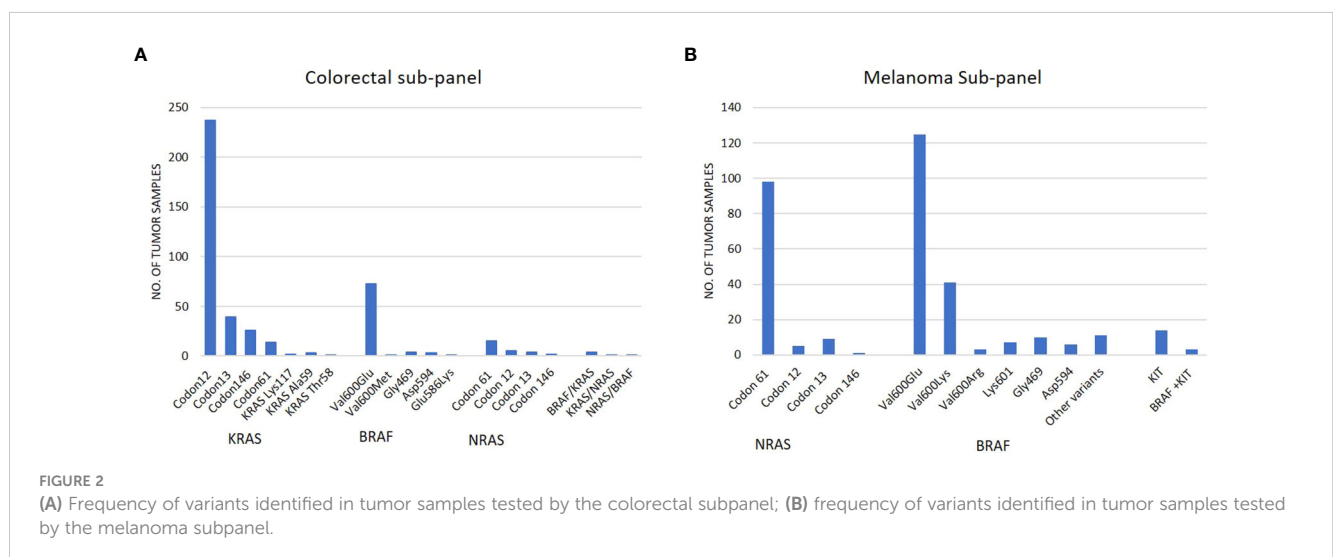 A
Colorectal sub-panel
NO. OF TUMOR SAMPLES
250
200
150
100
50
0
Codon12
Codon13
Codon146
Codon61
KRAS Lys117
KRAS Ala59
KRAS Thr58
Val600Glu
Val600Met
Gly469
Asp594
Glu586Lys
Codon 61
Codon 12
Codon 13
Codon 146
BRAF/KRAS
KRAS/NRAS
NRAS/BRAF
KRAS
BRAF
NRAS
B
Melanoma Sub-panel
NO. OF TUMOR SAMPLES
140
120
100
80
60
40
20
0
Codon 61
Codon 12
Codon 13
Codon 146
Val600Glu
Val600Lys
Val600Arg
Lys601
Gly469
Asp594
Other variants
KIT
BRAF +KIT
NRAS
BRAF
FIGURE 2
(A) Frequency of variants identified in tumor samples tested by the colorectal subpanel; (B) frequency of variants identified in tumor samples tested
by the melanoma subpanel.